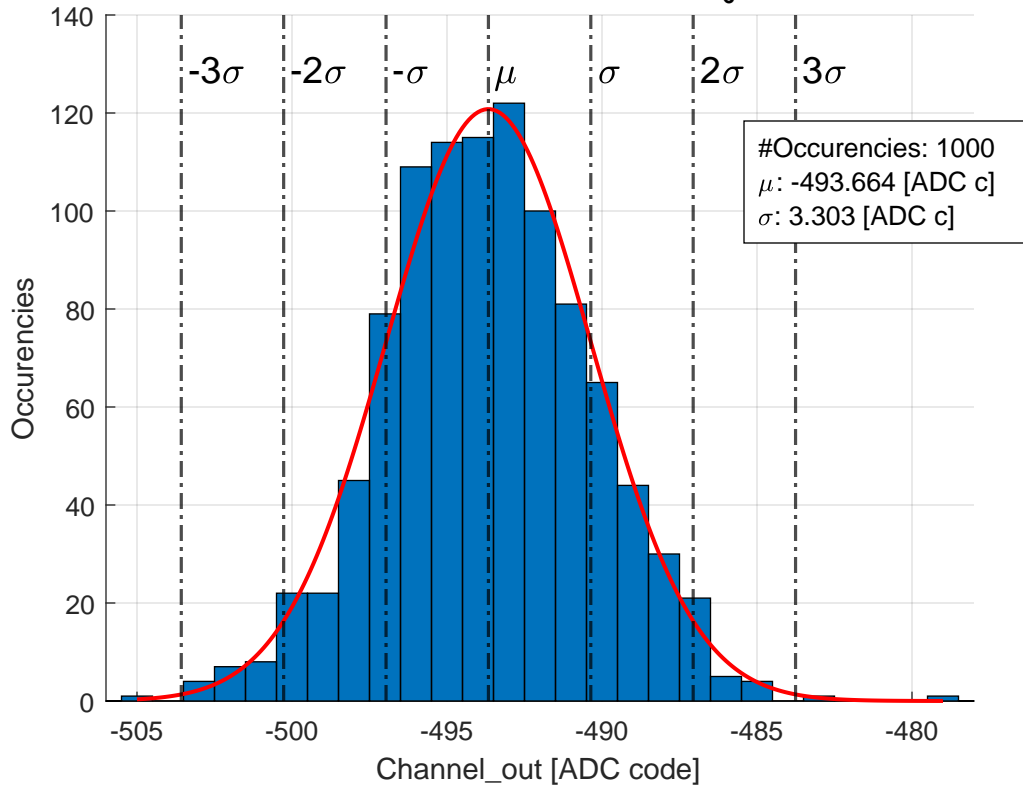 140
120
100
80
60
40
20
0
-3σ
-2σ
-σ
μ
σ
2σ
3σ
#Occurencies: 1000
μ: -493.664 [ADC c]
σ: 3.303 [ADC c]
Occurencies
-505
-500
-495
-490
-485
-480
Channel_out [ADC code]